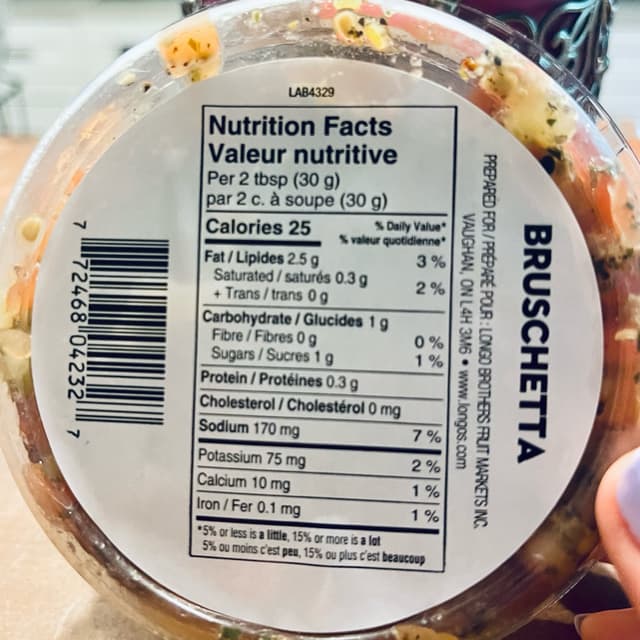 LAB4329
Nutrition Facts
Valeur nutritive
Per 2 tbsp (30 g)
par 2 c. à soupe (30 g)
Calories 25
% Daily Value*
% valeur quotidienne*
Fat / Lipides 2.5 g 3 %
Saturated / saturés 0.3 g
+ Trans / trans 0 g 2 %
Carbohydrate / Glucides 1 g
Fibre / Fibres 0 g 0 %
Sugars / Sucres 1 g 1 %
Protein / Protéines 0.3 g
Cholesterol / Cholestérol 0 mg
Sodium 170 mg 7 %
Potassium 75 mg 2 %
Calcium 10 mg 1 %
Iron / Fer 0.1 mg 1 %
*5% or less is a little, 15% or more is a lot
5% ou moins c'est peu, 15% ou plus c'est beaucoup
BRUSCHETTA
PREPARED FOR / PRÉPARÉ POUR : LONGO BROTHERS FRUIT MARKETS INC.
VAUGHAN, ON L4H 3M6 • www.longos.com
7 72468 04232 7